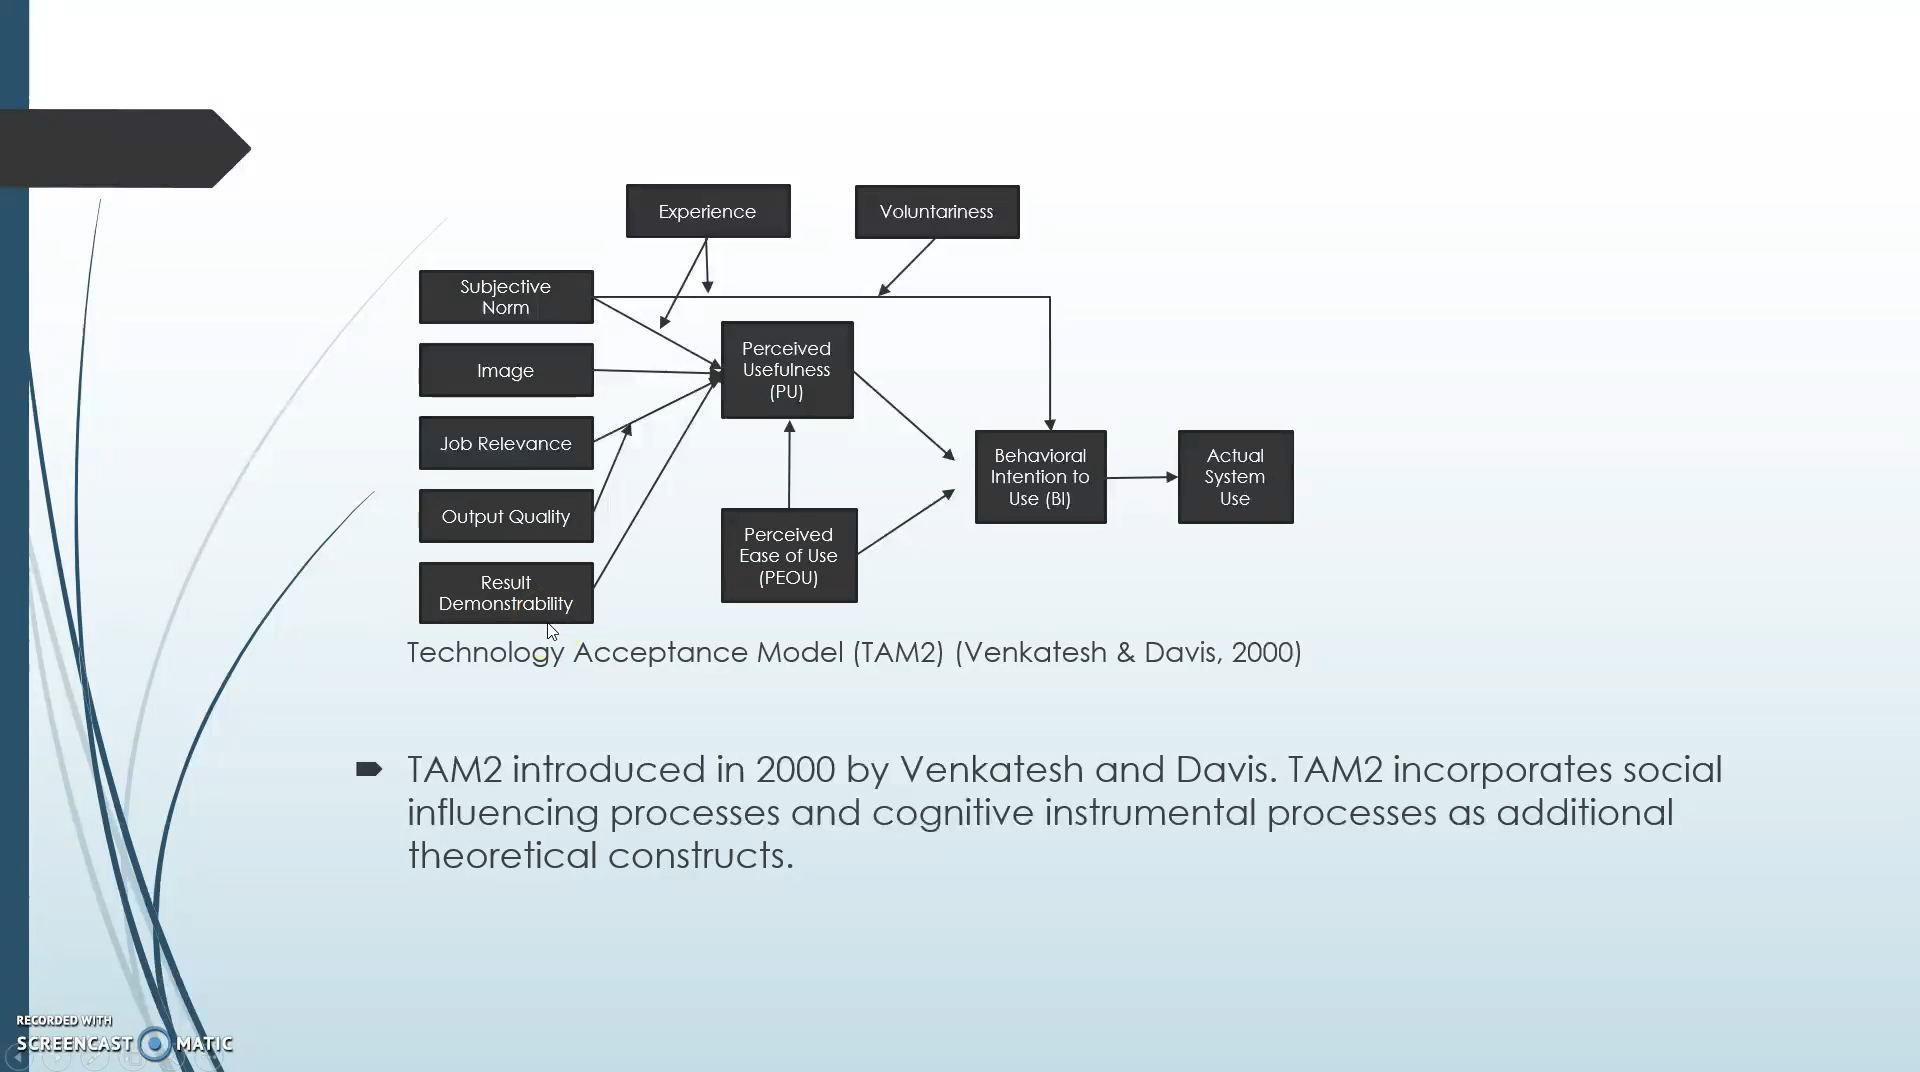 Experience
Voluntariness
Subjective
Norm
Image
Job Relevance
Output Quality
Result
Demonstrability
Perceived
Usefulness
(PU)
Perceived
Ease of Use
(PEOU)
Behavioral
Intention to
Use (BI)
Actual
System
Use
Technology Acceptance Model (TAM2) (Venkatesh & Davis, 2000)
TAM2 introduced in 2000 by Venkatesh and Davis. TAM2 incorporates social
influencing processes and cognitive instrumental processes as additional
theoretical constructs.
RECORDED WITH
SCREENCAST MATIC